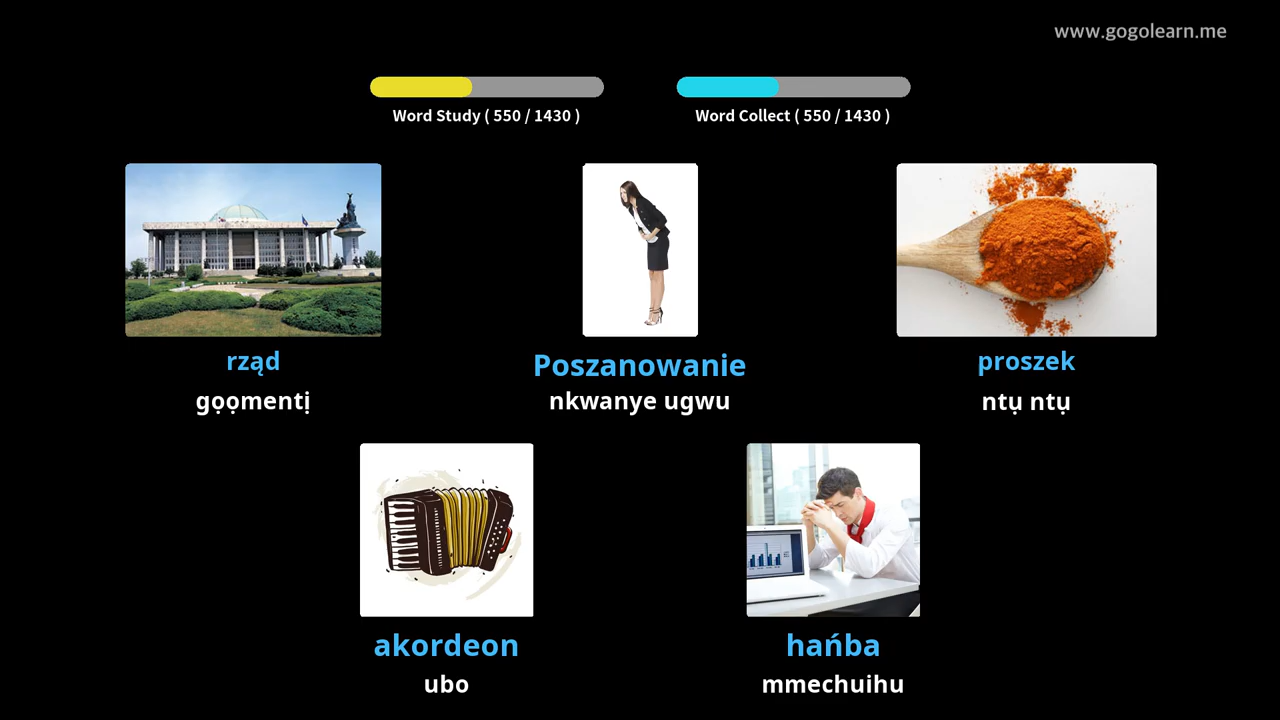 www.gogolearn.me
Word Study ( 550 / 1430 )
Word Collect ( 550 / 1430 )
rząd
gọọmentị
Poszanowanie
nkwanye ugwu
proszek
ntụ ntụ
akordeon
ubo
hańba
mmechuihu